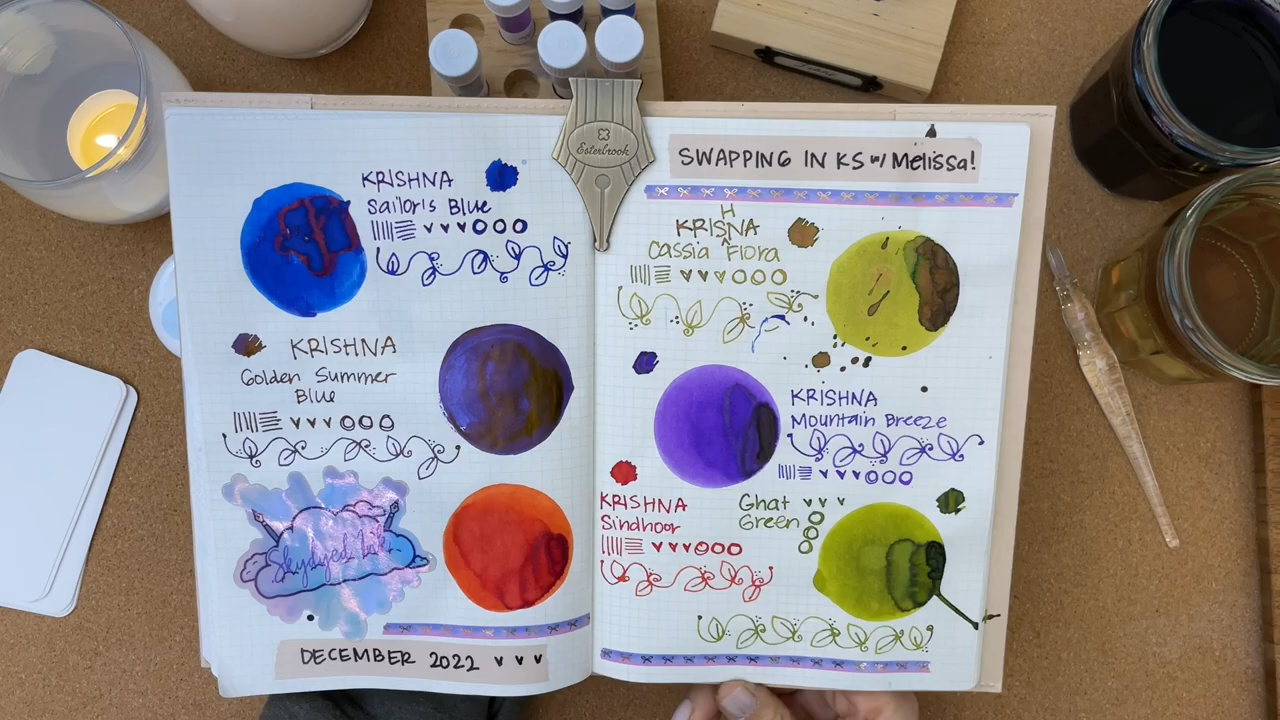 Esterbrook
KRISHNA
Sailor's Blue
KRISHNA
Golden Summer
Blue
Skydyed Ink
DECEMBER 2022
SWAPPING IN KS w/ Melissa!
H
KRISNA
Cassia Flora
KRISHNA
Mountain Breeze
KRISHNA
Sindhoor
Ghat
Green